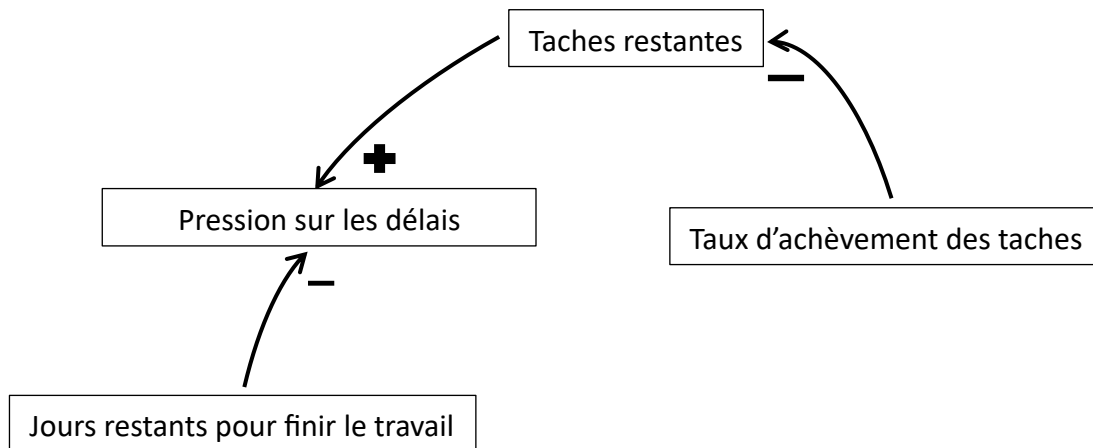 Taches restantes
+
−
Pression sur les délais
Taux d’achèvement des taches
−
Jours restants pour finir le travail